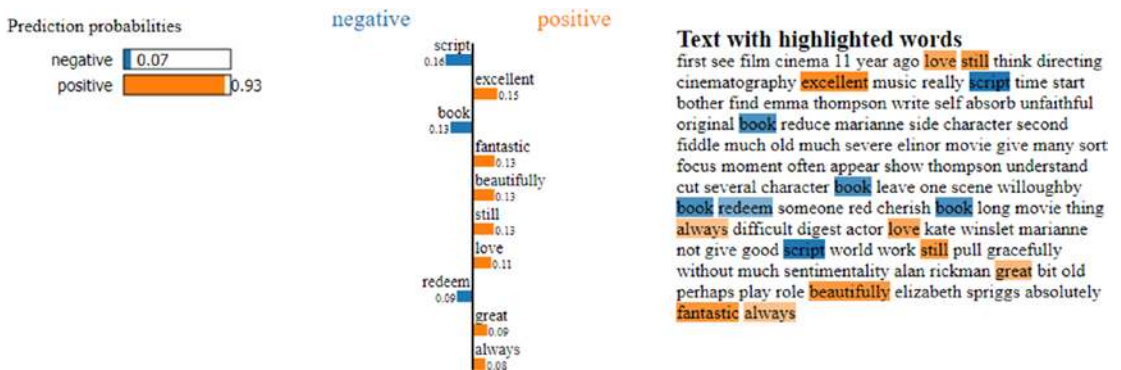 Prediction probabilities
negative 0.07
positive 0.93
negative positive
script
0.16
excellent
0.15
book
0.13
fantastic
0.13
beautifully
0.13
still
0.13
love
0.11
redeem
0.09
great
0.09
always
0.08
Text with highlighted words
first see film cinema 11 year ago love still think directing
cinematography excellent music really script time start
bother find emma thompson write self absorb unfaithful
original book reduce marianne side character second
fiddle much old much severe elinor movie give many sort
focus moment often appear show thompson understand
cut several character book leave one scene willoughby
book redeem someone red cherish book long movie thing
always difficult digest actor love kate winslet marianne
not give good script world work still pull gracefully
without much sentimentality alan rickman great bit old
perhaps play role beautifully elizabeth spriggs absolutely
fantastic always